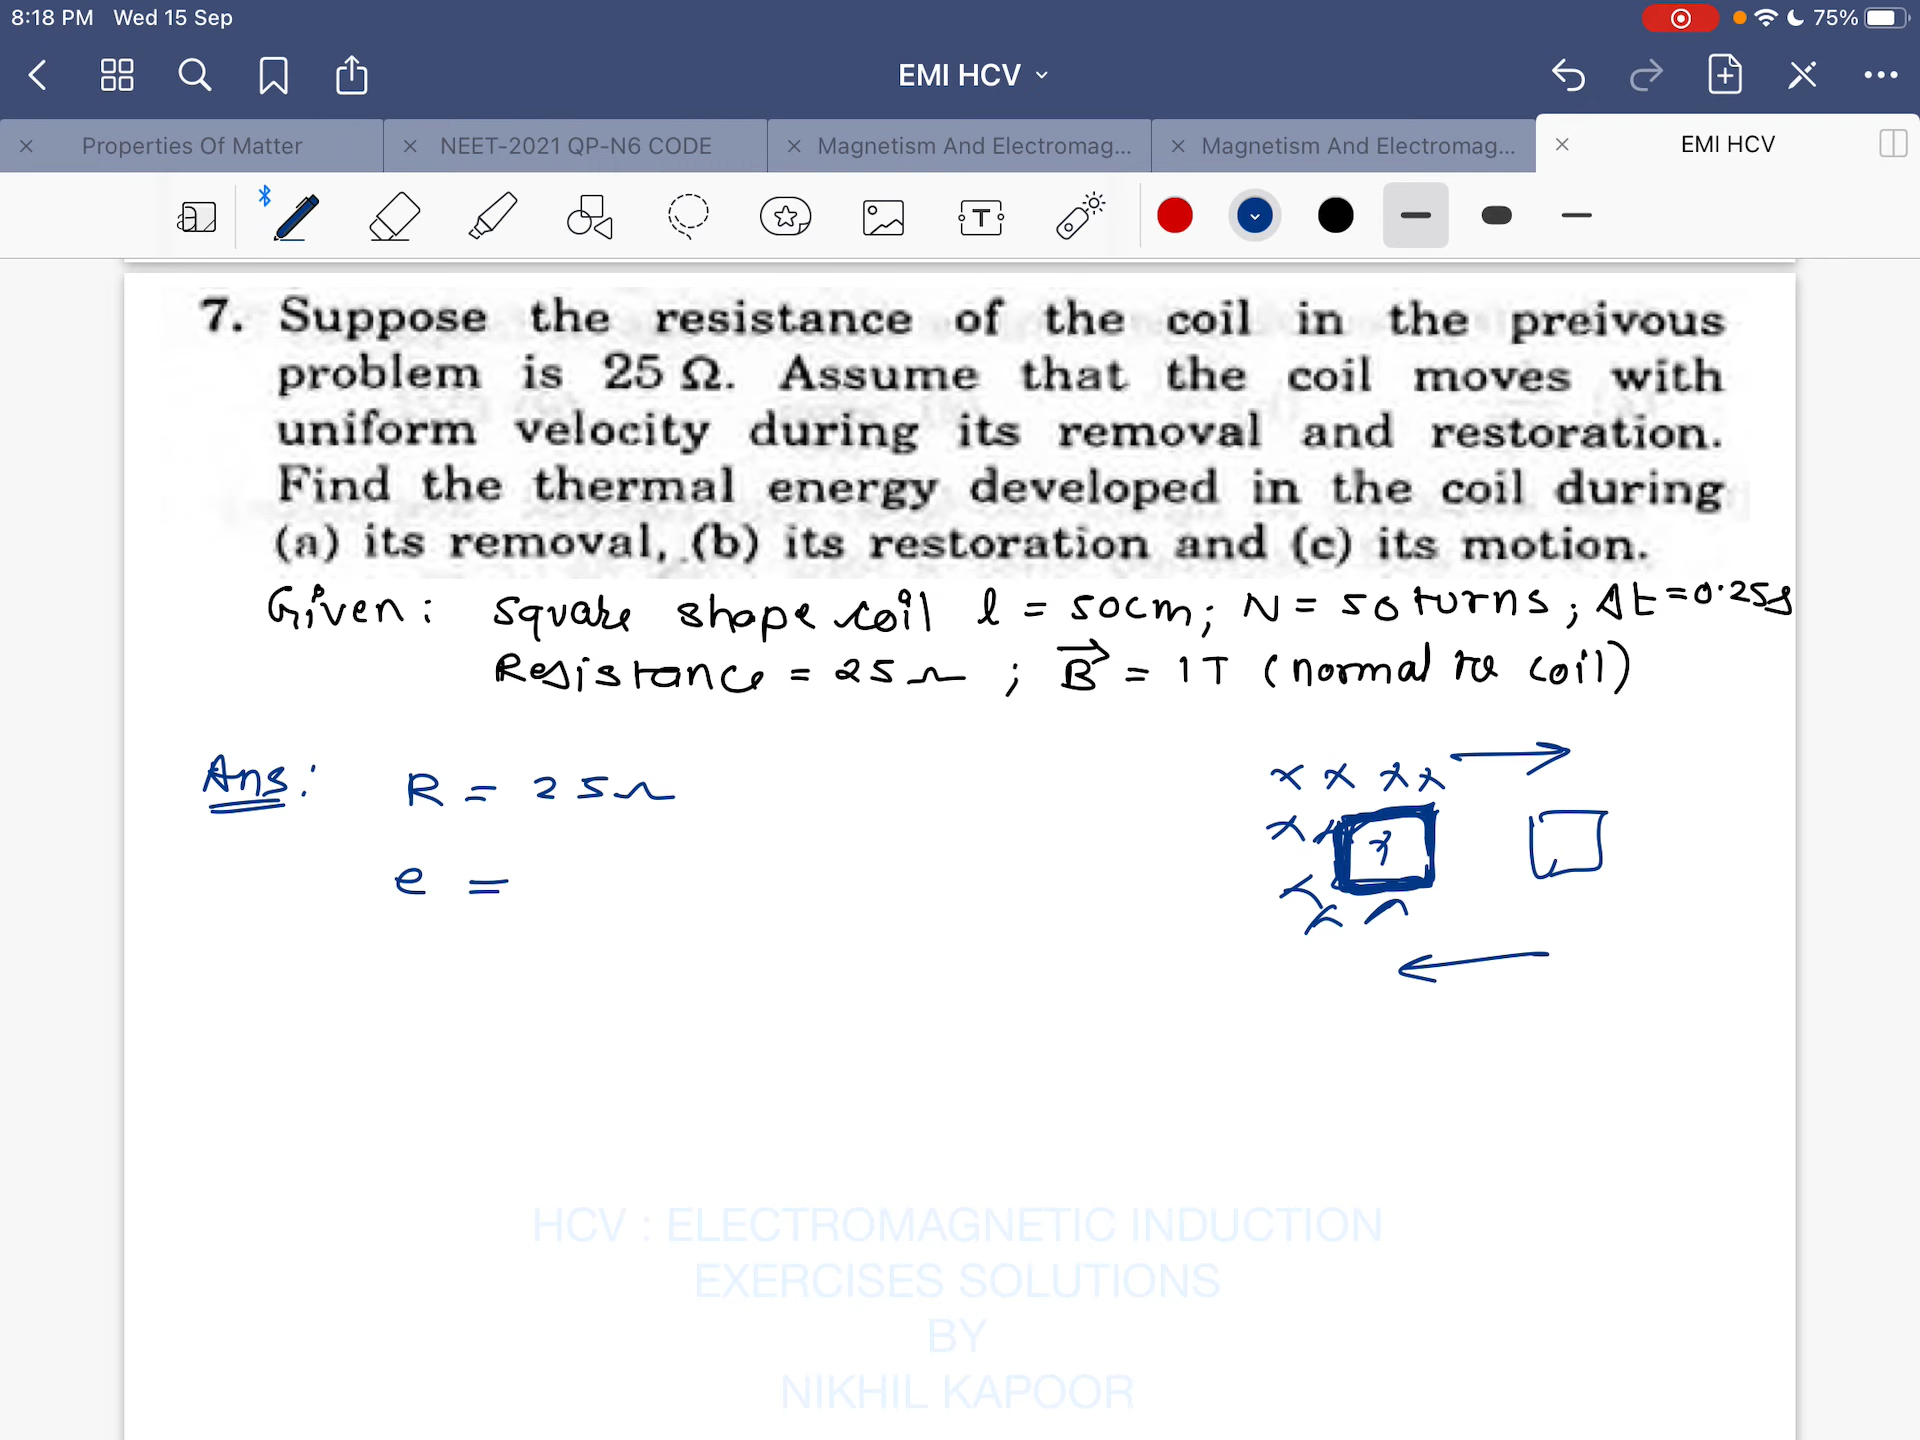 8:18 PM Wed 15 Sep 75%
EMI HCV
Properties Of Matter NEET-2021 QP-N6 CODE Magnetism And Electromag... Magnetism And Electromag... EMI HCV
7. Suppose the resistance of the coil in the preivous
problem is 25 Ω. Assume that the coil moves with
uniform velocity during its removal and restoration.
Find the thermal energy developed in the coil during
(a) its removal, (b) its restoration and (c) its motion.
Given: square shape coil l = 50cm; N = 50 turns; Δt=0.25s
Resistance = 25Ω ; B⃗ = 1T (normal to coil)
Ans: R = 25Ω
x x x x
x x x
e =
HCV : ELECTROMAGNETIC INDUCTION
EXERCISES SOLUTIONS
BY
NIKHIL KAPOOR